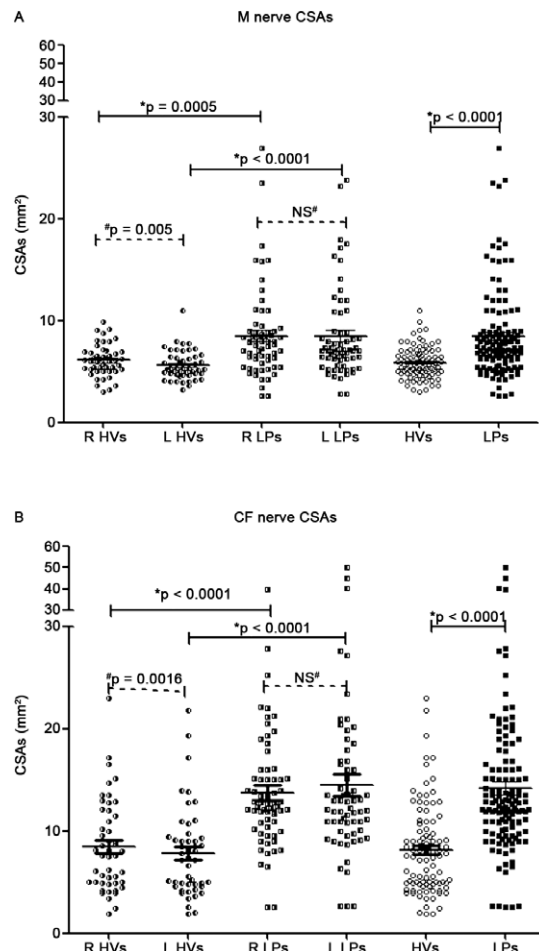 A
M nerve CSAs
60
50
40
30
30
20
10
0
CSAs (mm²)
*p = 0.0005
*p < 0.0001
*p < 0.0001
#p = 0.005
NS#
R HVs L HVs R LPs L LPs HVs LPs
B
CF nerve CSAs
60
50
40
30
30
20
10
0
CSAs (mm²)
*p < 0.0001
*p < 0.0001
*p < 0.0001
#p = 0.0016
NS#
R HVs L HVs R LPs L LPs HVs LPs